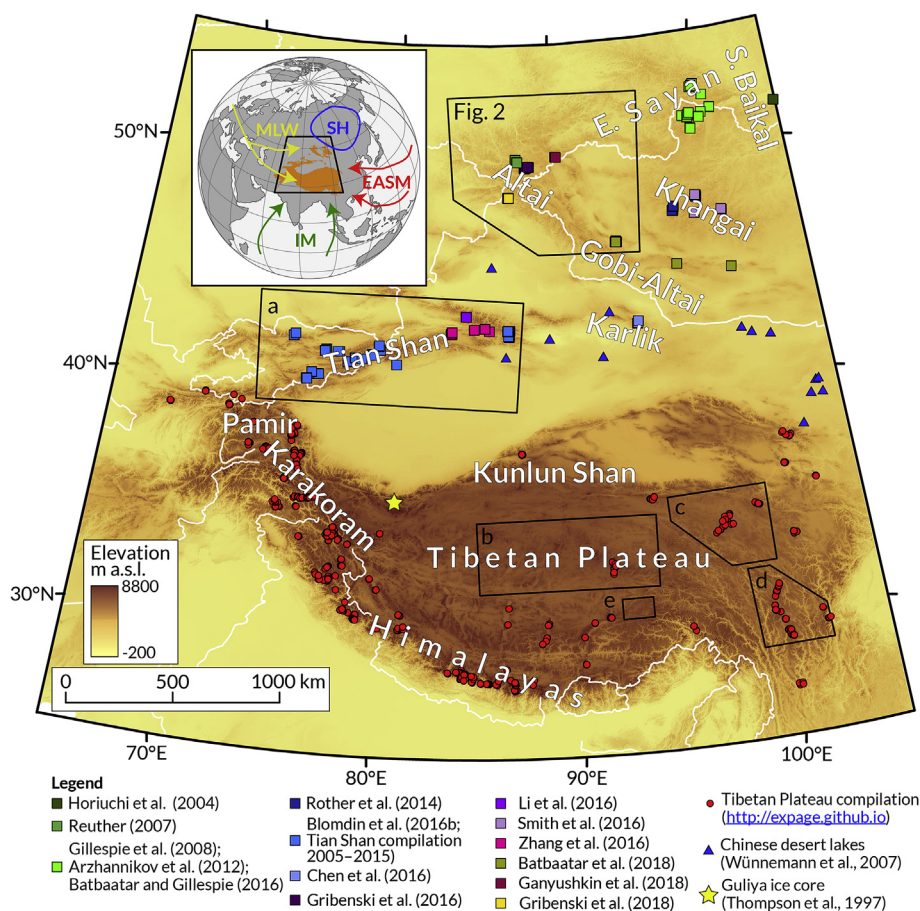 50°N
40°N
30°N
70°E
80°E
90°E
100°E
MLW
SH
EASM
IM
Fig. 2
E. Sayan
S. Baikal
Altai
Khangai
Gobi-Altai
a
Tian Shan
Karlik
Pamir
Karakoram
Kunlun Shan
b
Tibetan Plateau
c
d
e
Himalayas
Elevation
m a.s.l.
8800
-200
0 500 1000 km
Legend
Horiuchi et al. (2004)
Reuther (2007)
Gillespie et al. (2008);
Arzhannikov et al. (2012);
Batbaatar and Gillespie (2016)
Rother et al. (2014)
Blomdin et al. (2016b;
Tian Shan compilation
2005–2015)
Chen et al. (2016)
Gribenski et al. (2016)
Li et al. (2016)
Smith et al. (2016)
Zhang et al. (2016)
Batbaatar et al. (2018)
Ganyushkin et al. (2018)
Gribenski et al. (2018)
Tibetan Plateau compilation
(http://expage.github.io)
Chinese desert lakes
(Wünnemann et al., 2007)
Guliya ice core
(Thompson et al., 1997)